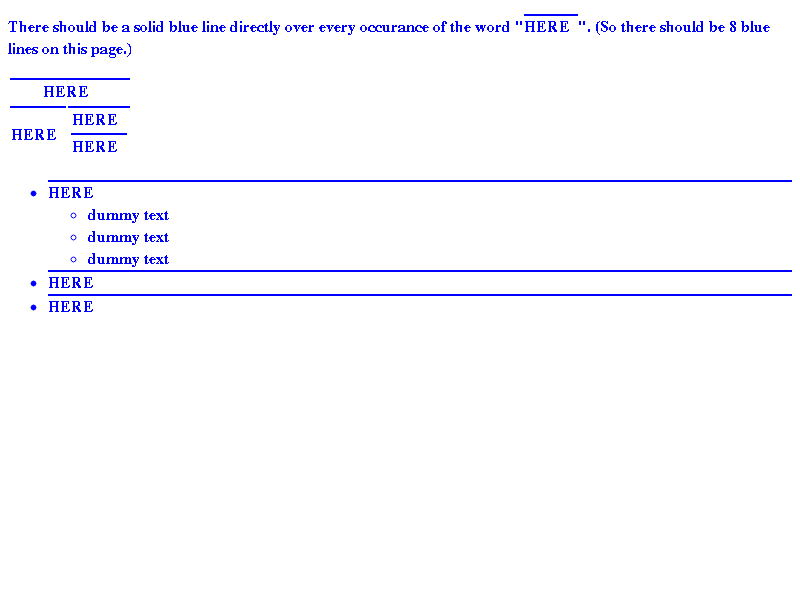 There should be a solid blue line directly over every occurance of the word "HERE ". (So there should be 8 blue
lines on this page.)
HERE
HERE
HERE
HERE
HERE
dummy text
dummy text
dummy text
HERE
HERE